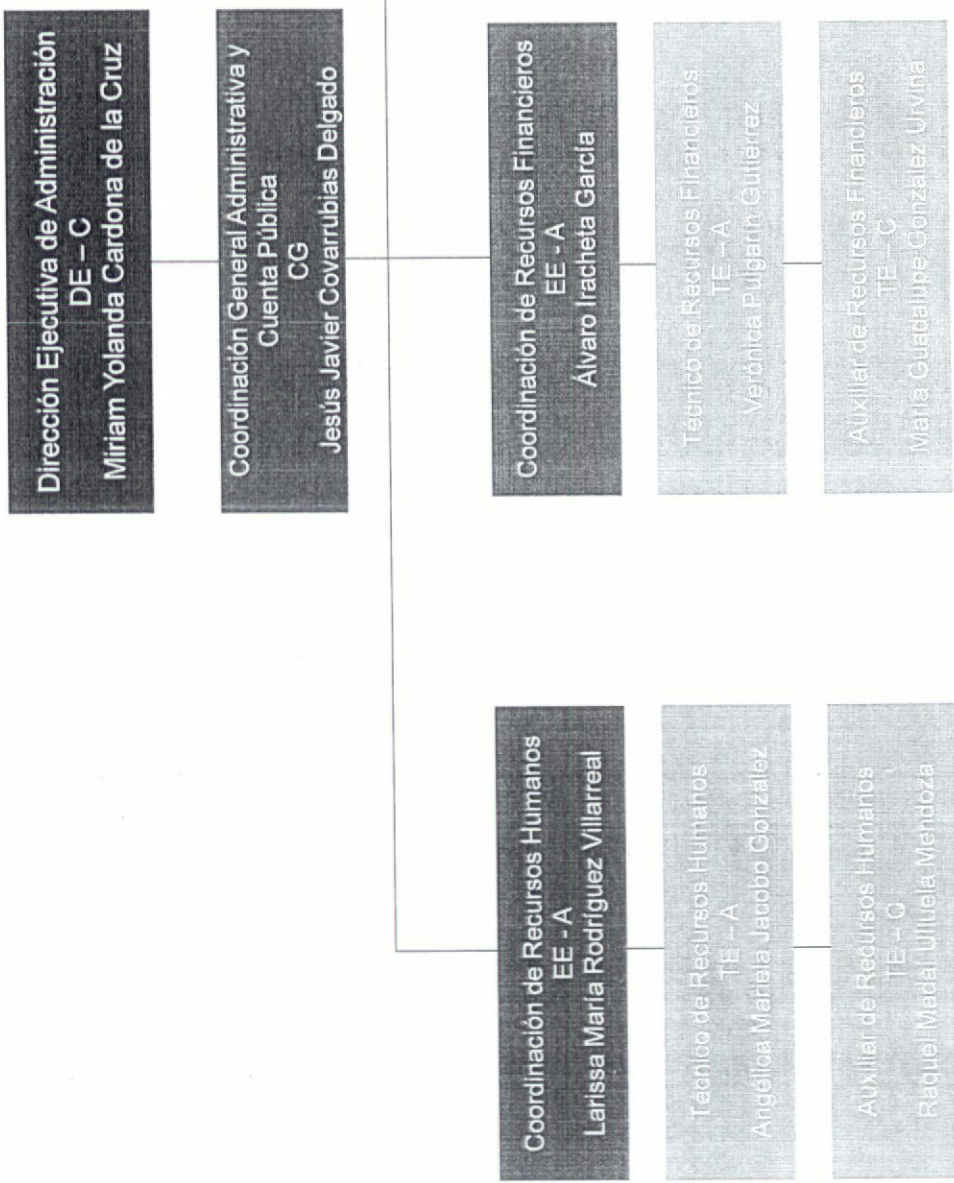 Dirección Ejecutiva de Administración
DE – C
Miriam Yolanda Cardona de la Cruz
Coordinación General Administrativa y
Cuenta Pública
CG
Jesús Javier Covarrubias Delgado
Coordinación de Recursos Humanos
EE - A
Larissa María Rodríguez Villarreal
Técnico de Recursos Humanos
TE – A
Angélica Mariela Jacobo González
Auxiliar de Recursos Humanos
TE – C
Raquel Madai Ulluela Mendoza
Coordinación de Recursos Financieros
EE - A
Álvaro Iracheta García
Técnico de Recursos Financieros
TE – A
Verónica Pulgarín Gutiérrez
Auxiliar de Recursos Financieros
TE – C
María Guadalupe González Urvina